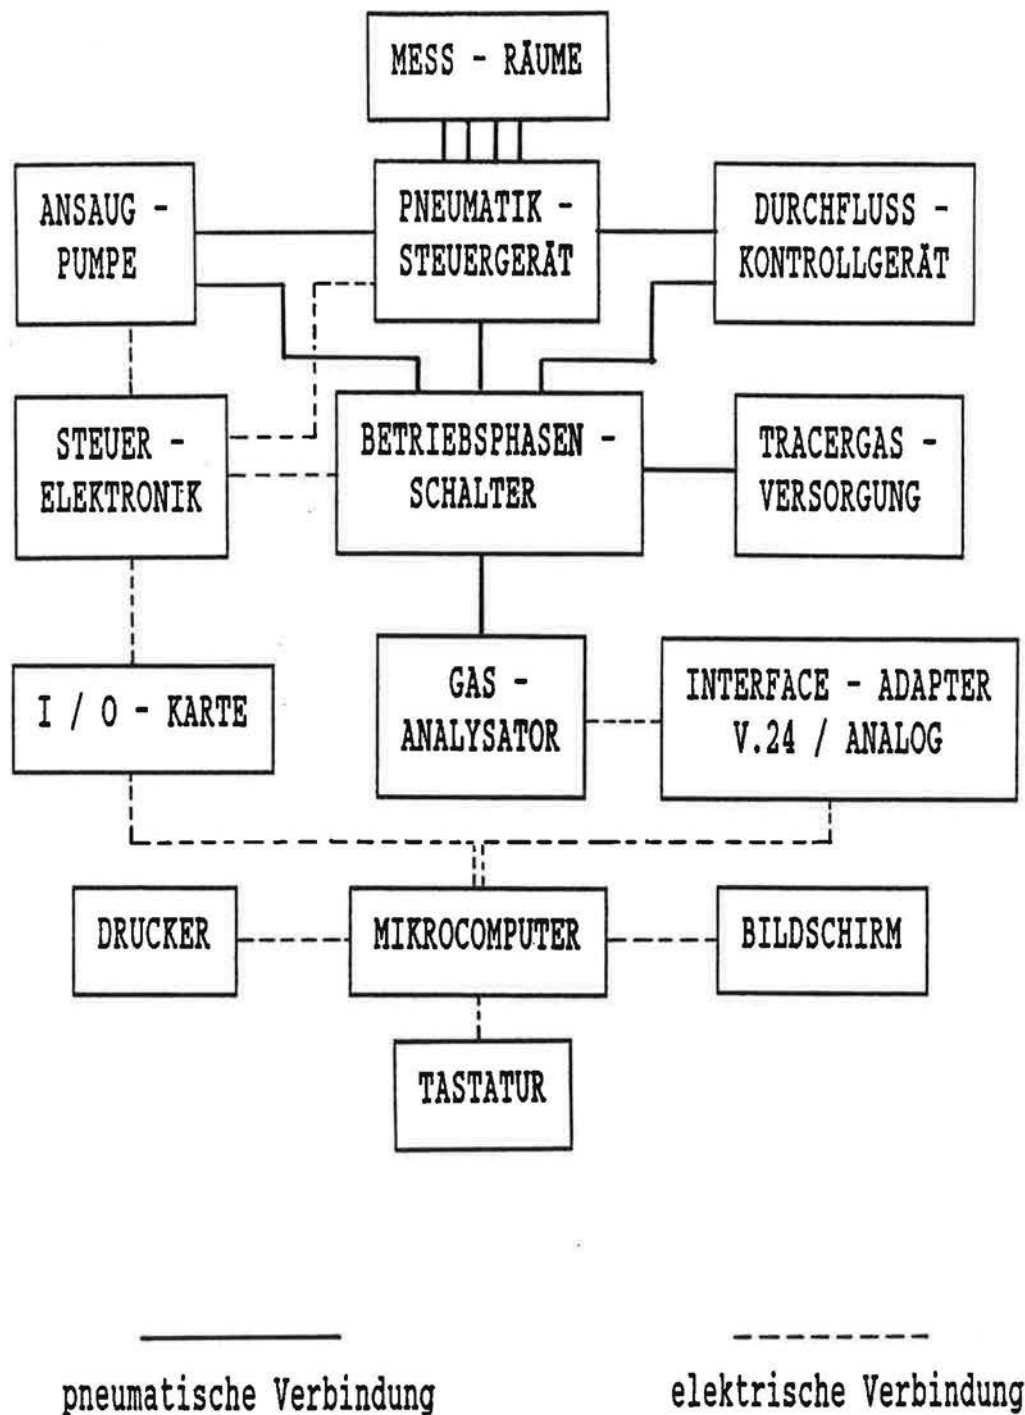 MESS - RÄUME
ANSAUG -
PUMPE
PNEUMATIK -
STEUERGERÄT
DURCHFLUSS -
KONTROLLGERÄT
STEUER -
ELEKTRONIK
BETRIEBSPHASEN -
SCHALTER
TRACERGAS -
VERSORGUNG
I / O - KARTE
GAS -
ANALYSATOR
INTERFACE - ADAPTER
V.24 / ANALOG
DRUCKER
MIKROCOMPUTER
BILDSCHIRM
TASTATUR
pneumatische Verbindung
elektrische Verbindung